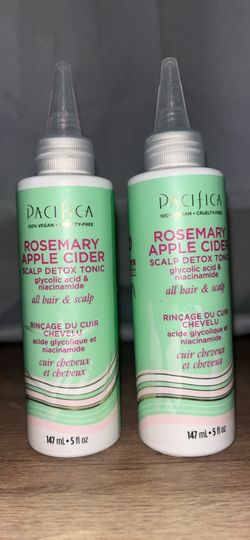 PACIFICA
100% VEGAN • CRUELTY-FREE
ROSEMARY
APPLE CIDER
SCALP DETOX TONIC
glycolic acid &
niacinamide
all hair & scalp
RINÇAGE DU CUIR
CHEVELU
acide glycolique et
niacinamide
cuir cheveux
et cheveux
147 mL • 5 fl oz
PACIFICA
100% VEGAN • CRUELTY-FREE
ROSEMARY
APPLE CIDER
SCALP DETOX TONIC
glycolic acid &
niacinamide
all hair & scalp
RINÇAGE DU CUIR
CHEVELU
acide glycolique et
niacinamide
cuir cheveux
et cheveux
147 mL • 5 fl oz